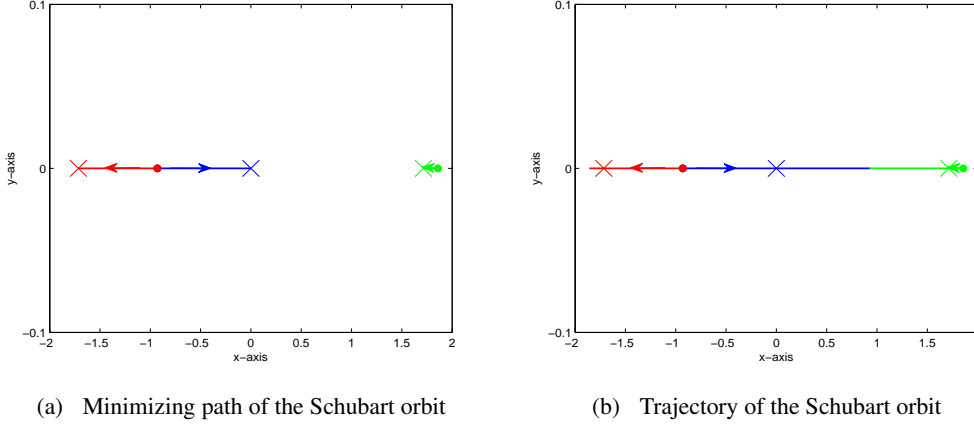 0.1
0
−0.1
y−axis
−2 −1.5 −1 −0.5 0 0.5 1 1.5 2
x−axis
(a) Minimizing path of the Schubart orbit
0.1
0
−0.1
y−axis
−2 −1.5 −1 −0.5 0 0.5 1 1.5
x−axis
(b) Trajectory of the Schubart orbit